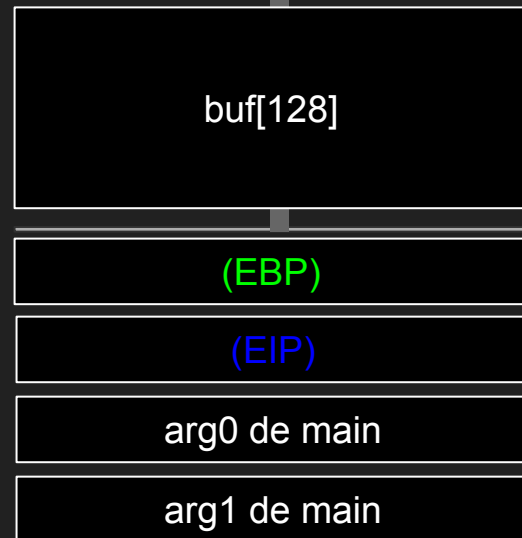 buf[128]
(EBP)
(EIP)
arg0 de main
arg1 de main